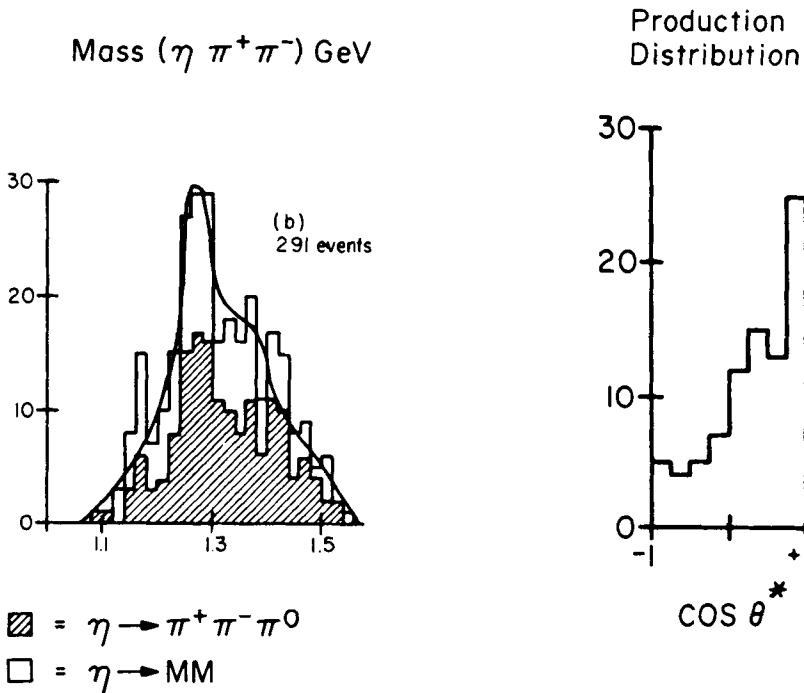 Mass (η π⁺π⁻) GeV
30
20
10
0
(b)
291 events
1.1
1.3
1.5
▨ = η → π⁺π⁻π⁰
□ = η → MM
Production
Distribution
30
20
10
0
-1
+
COS θ*